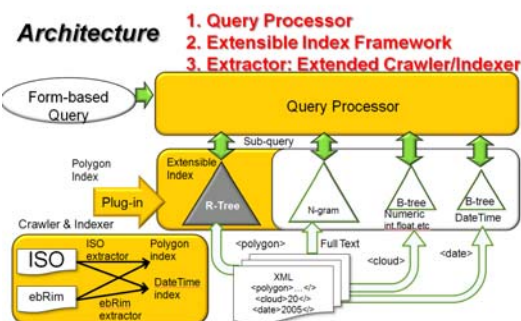 Architecture
1. Query Processor
2. Extensible Index Framework
3. Extractor: Extended Crawler/Indexer
Form-based
Query
Query Processor
Sub-query
Polygon
Index
Extensible
Index
Plug-in
R-Tree
N-gram
B-tree
Numeric
int float etc
B-tree
DateTime
Crawler & Indexer
ISO
extractor
Polygon
index
ISO
ebRim
DateTime
index
ebRim
extractor
<polygon>
Full Text
<cloud>
<date>
XML
<polygon>...</>
<cloud>20</>
<date>2005</>